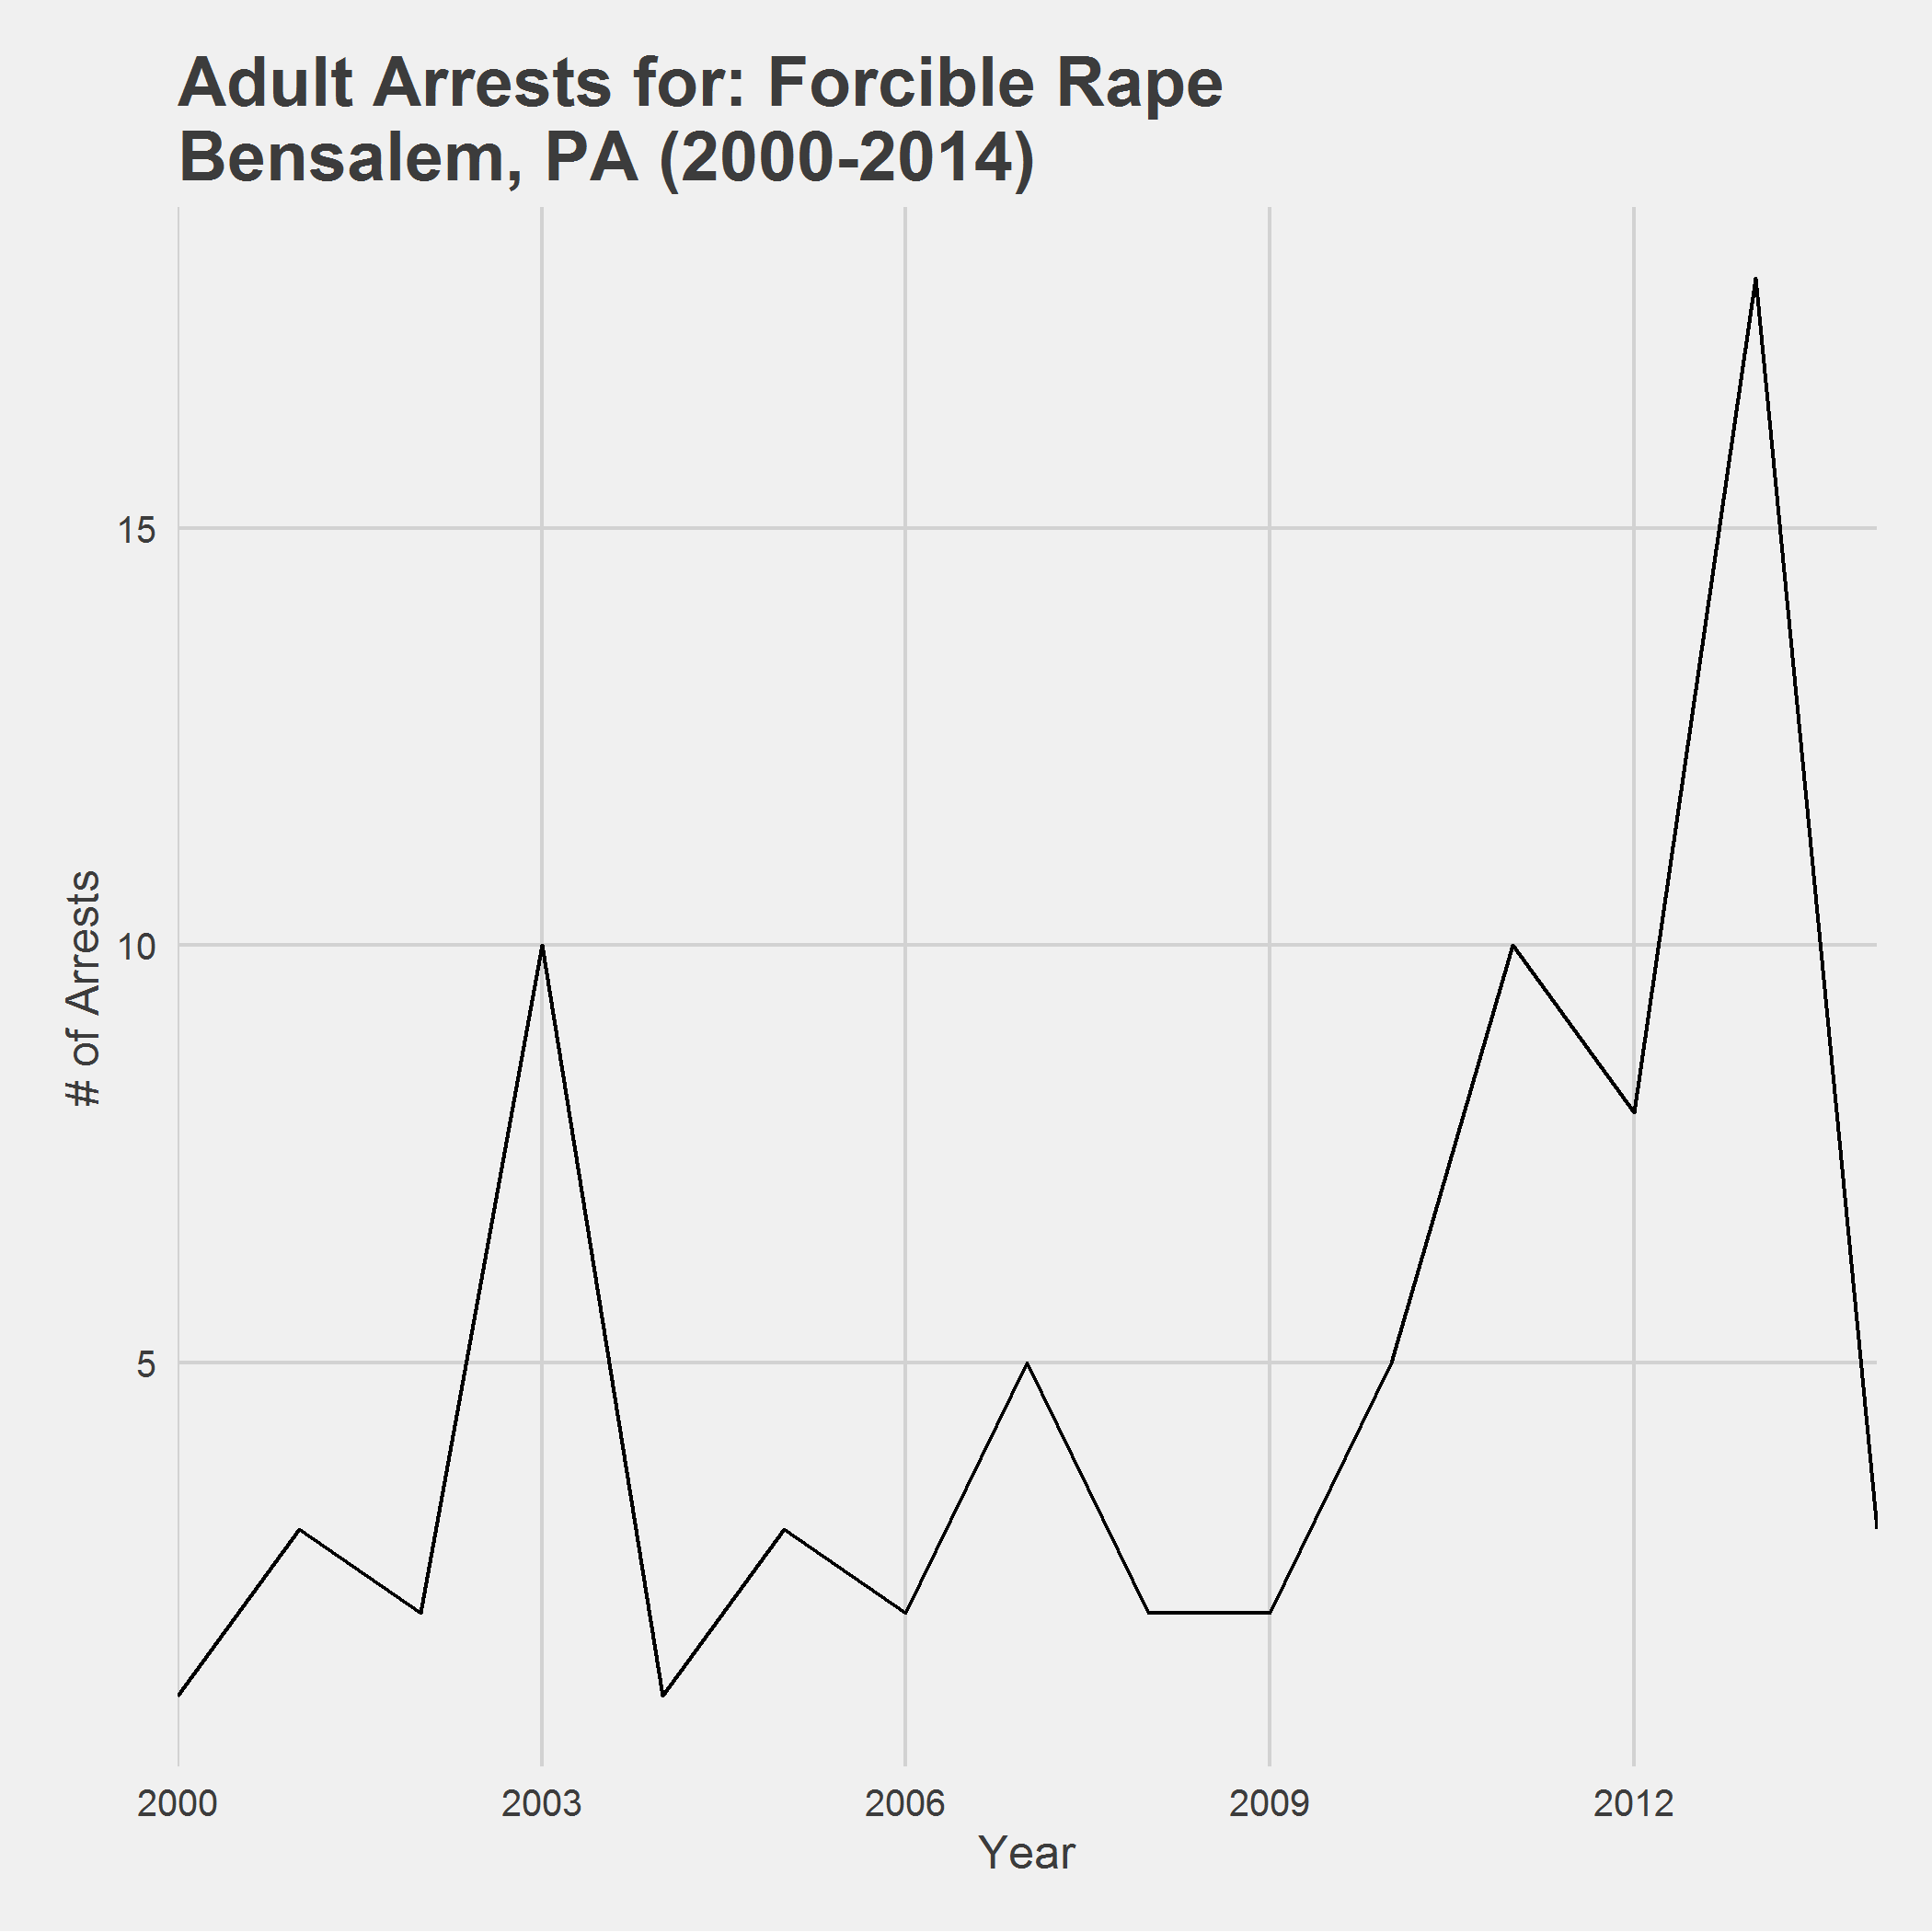 Adult Arrests for: Forcible Rape
Bensalem, PA (2000-2014)
# of Arrests
15
10
5
2000 2003 2006 2009 2012
Year